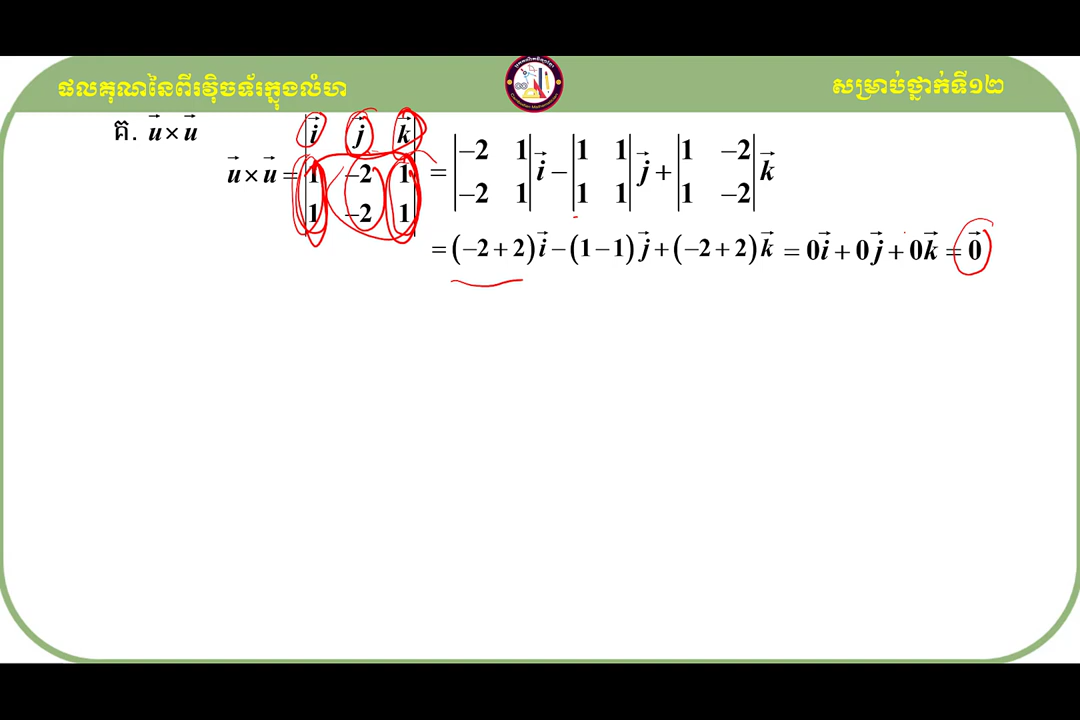 ផលគុណនៃពីរវ៉ិចទ័រក្នុងលំហ
សម្រាប់ថ្នាក់ទី១២
គ. u⃗ × u⃗
u⃗ × u⃗ = |i⃗ j⃗ k⃗; 1 −2 1; 1 −2 1| = |−2 1; −2 1| i⃗ − |1 1; 1 1| j⃗ + |1 −2; 1 −2| k⃗
= (−2 + 2) i⃗ − (1 − 1) j⃗ + (−2 + 2) k⃗ = 0i⃗ + 0j⃗ + 0k⃗ = 0⃗